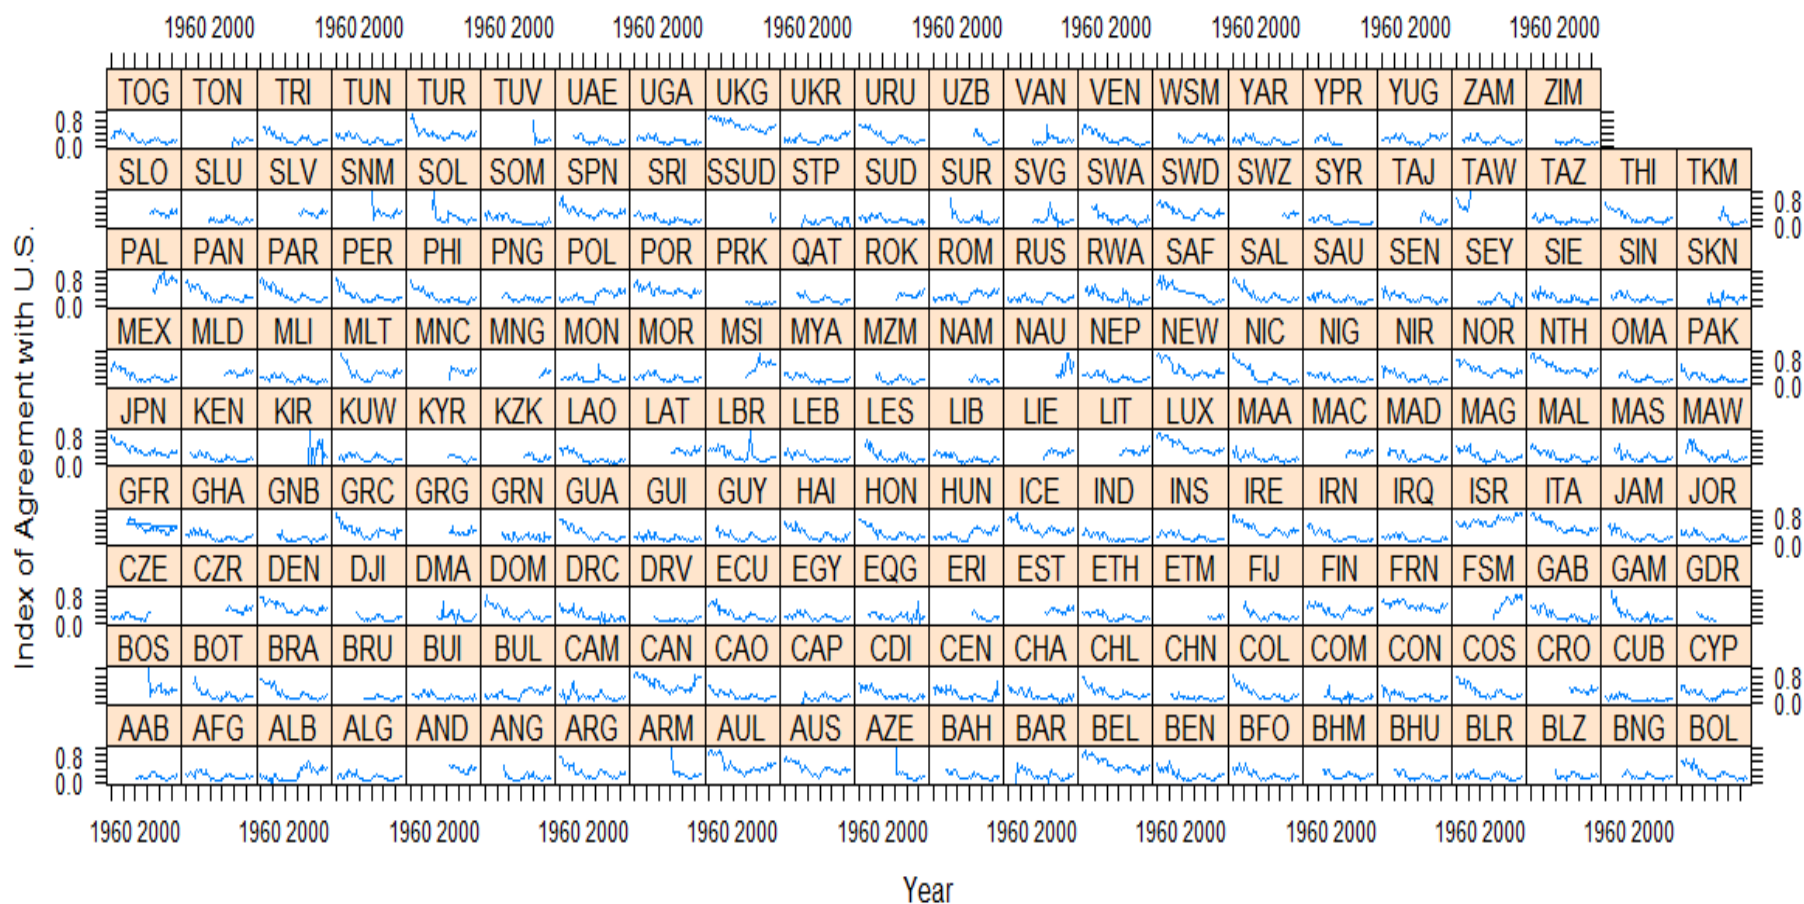 1960 2000 1960 2000 1960 2000 1960 2000 1960 2000 1960 2000 1960 2000 1960 2000 1960 2000 1960 2000
TOG TON TRI TUN TUR TUV UAE UGA UKG UKR URU UZB VAN VEN WSM YAR YPR YUG ZAM ZIM
0.8
0.0
SLO SLU SLV SNM SOL SOM SPN SRI SSUD STP SUD SUR SVG SWA SWD SWZ SYR TAJ TAW TAZ THI TKM
0.8
0.0
PAL PAN PAR PER PHI PNG POL POR PRK QAT ROK ROM RUS RWA SAF SAL SAU SEN SEY SIE SIN SKN
0.8
0.0
MEX MLD MLI MLT MNC MNG MON MOR MSI MYA MZM NAM NAU NEP NEW NIC NIG NIR NOR NTH OMA PAK
0.8
0.0
JPN KEN KIR KUW KYR KZK LAO LAT LBR LEB LES LIB LIE LIT LUX MAA MAC MAD MAG MAL MAS MAW
0.8
0.0
GFR GHA GNB GRC GRG GRN GUA GUI GUY HAI HON HUN ICE IND INS IRE IRN IRQ ISR ITA JAM JOR
0.8
0.0
CZE CZR DEN DJI DMA DOM DRC DRV ECU EGY EQG ERI EST ETH ETM FIJ FIN FRN FSM GAB GAM GDR
0.8
0.0
BOS BOT BRA BRU BUI BUL CAM CAN CAO CAP CDI CEN CHA CHL CHN COL COM CON COS CRO CUB CYP
0.8
0.0
AAB AFG ALB ALG AND ANG ARG ARM AUL AUS AZE BAH BAR BEL BEN BFO BHM BHU BLR BLZ BNG BOL
0.8
0.0
1960 2000 1960 2000 1960 2000 1960 2000 1960 2000 1960 2000 1960 2000 1960 2000 1960 2000 1960 2000 1960 2000
Year
Index of Agreement with U.S.